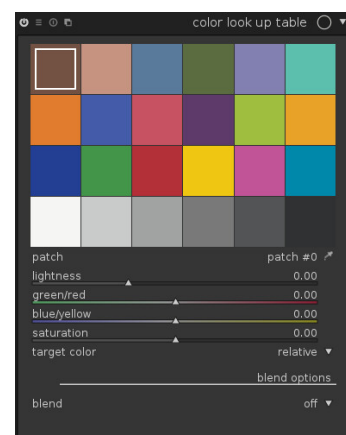 color look up table
patch patch #0
lightness 0.00
green/red 0.00
blue/yellow 0.00
saturation 0.00
target color relative
blend options
blend off